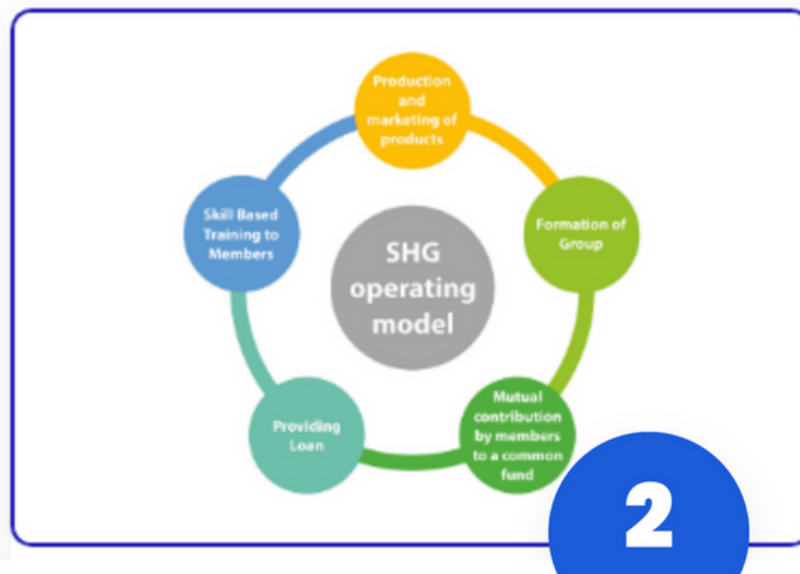 Production
and
marketing of
products
Skill Based
Training to
Members
Formation of
Group
SHG
operating
model
Providing
Loan
Mutual
contribution
by members
to a common
fund
2